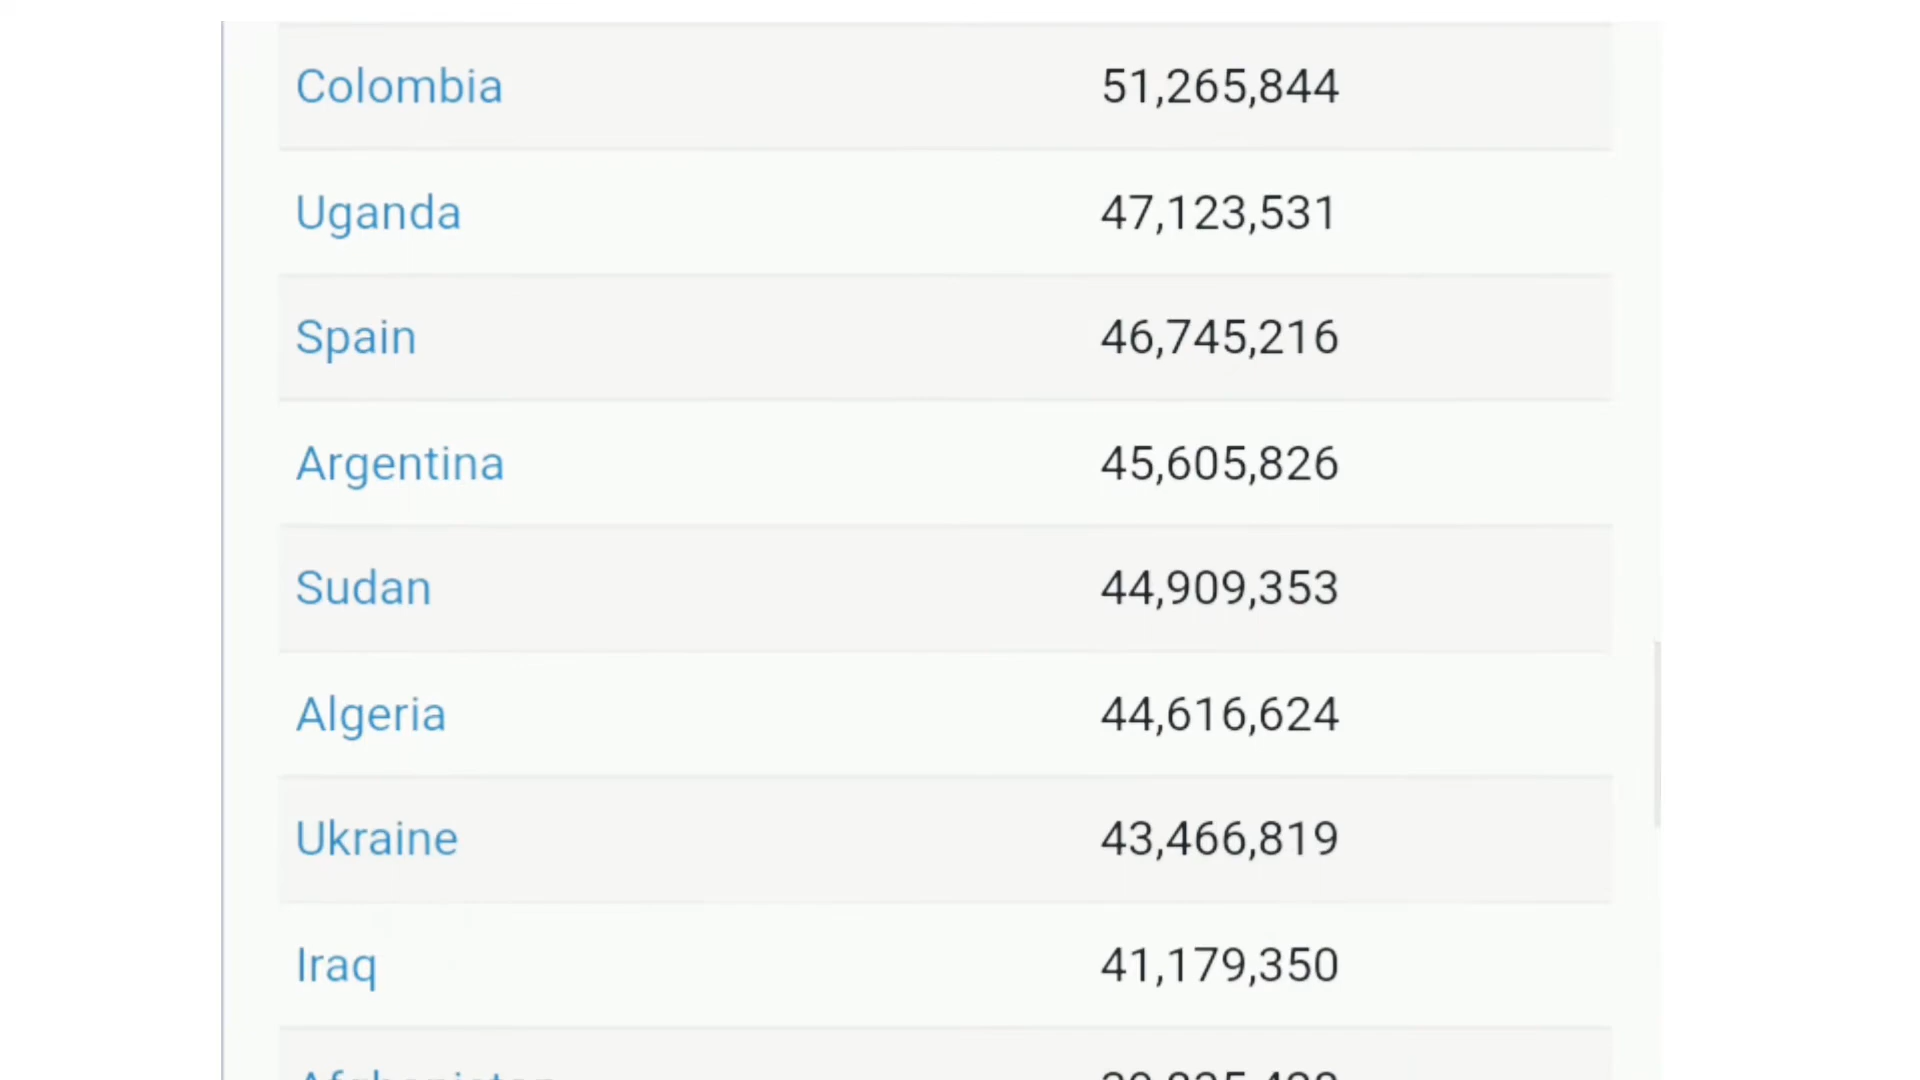 Colombia 51,265,844
Uganda 47,123,531
Spain 46,745,216
Argentina 45,605,826
Sudan 44,909,353
Algeria 44,616,624
Ukraine 43,466,819
Iraq 41,179,350